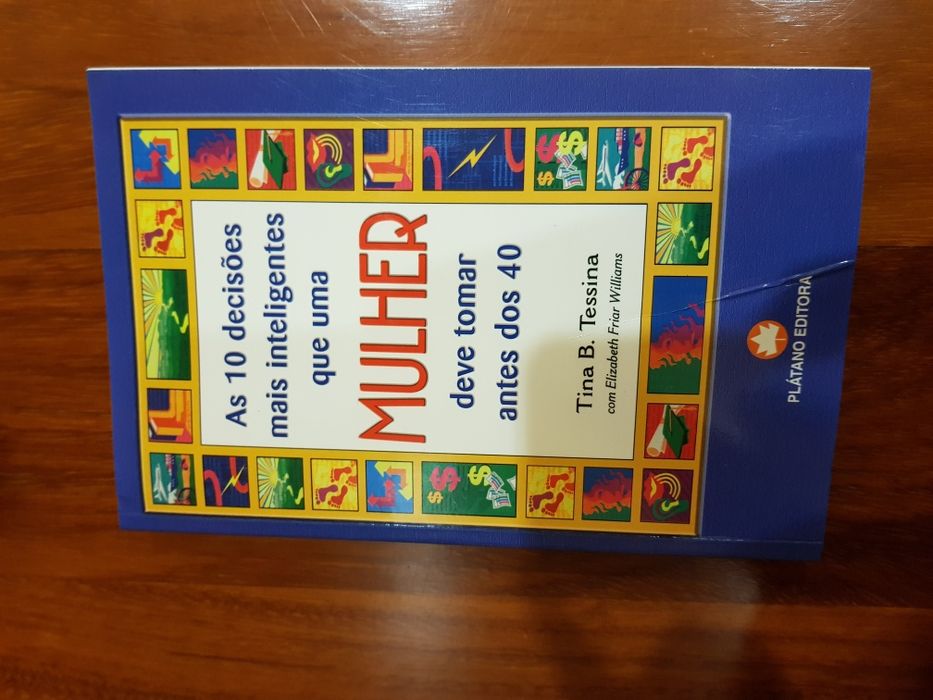 As 10 decisões
mais inteligentes
que uma
MULHER
deve tomar
antes dos 40
Tina B. Tessina
com Elizabeth Friar Williams
PLÁTANO EDITORA